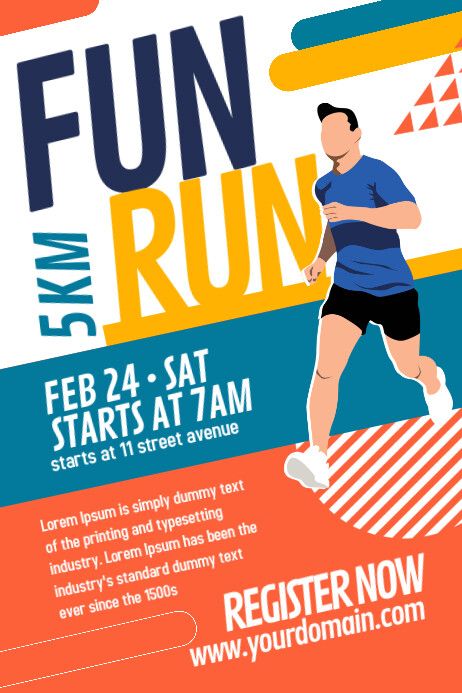 FUN
RUN
5KM
FEB 24 • SAT
STARTS AT 7AM
starts at 11 street avenue
Lorem Ipsum is simply dummy text
of the printing and typesetting
industry. Lorem Ipsum has been the
industry's standard dummy text
ever since the 1500s
REGISTER NOW
www.yourdomain.com